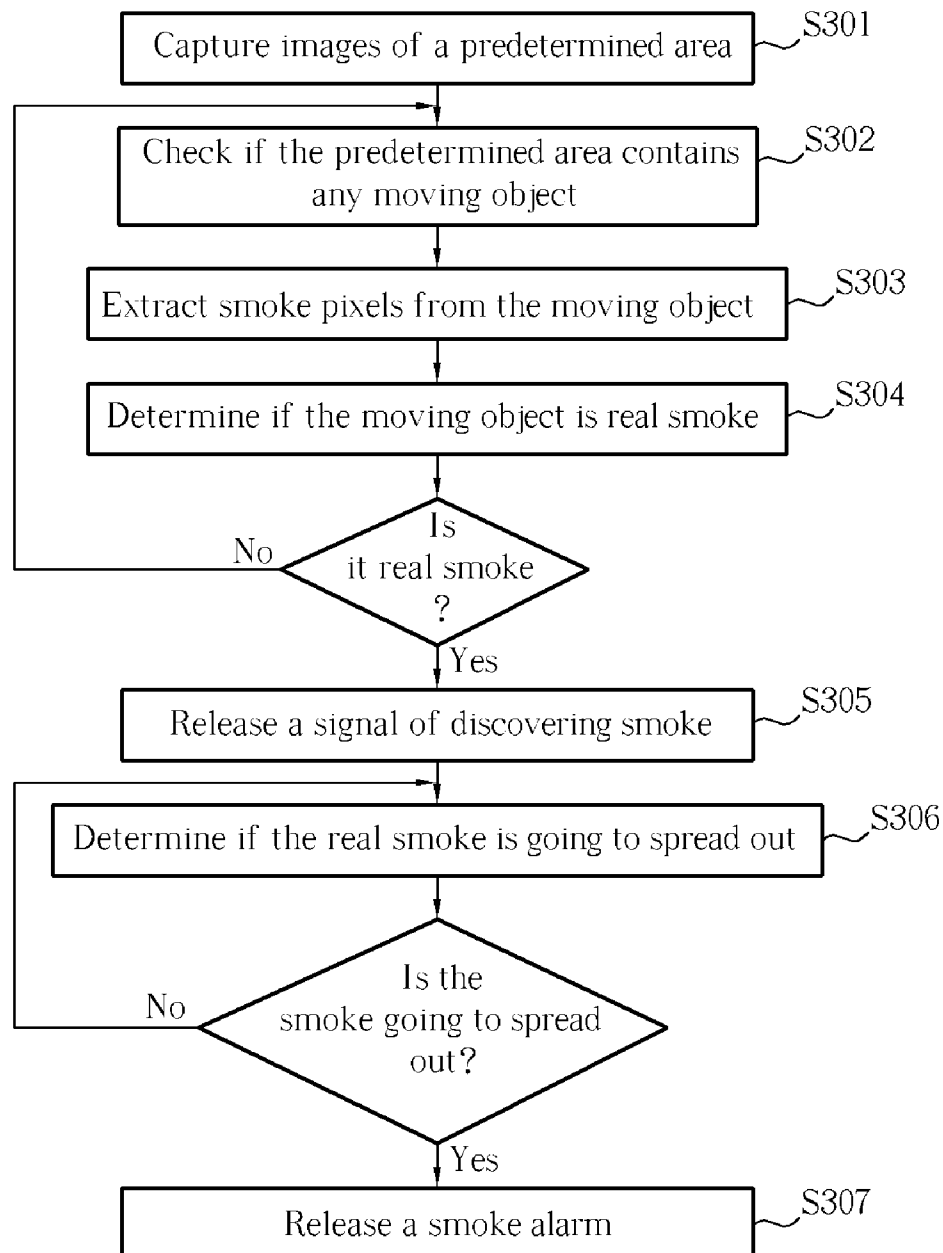 Capture images of a predetermined area
S301
Check if the predetermined area contains
any moving object
S302
Extract smoke pixels from the moving object
S303
Determine if the moving object is real smoke
S304
Is
it real smoke
?
No
Yes
Release a signal of discovering smoke
S305
Determine if the real smoke is going to spread out
S306
Is the
smoke going to spread
out?
No
Yes
Release a smoke alarm
S307